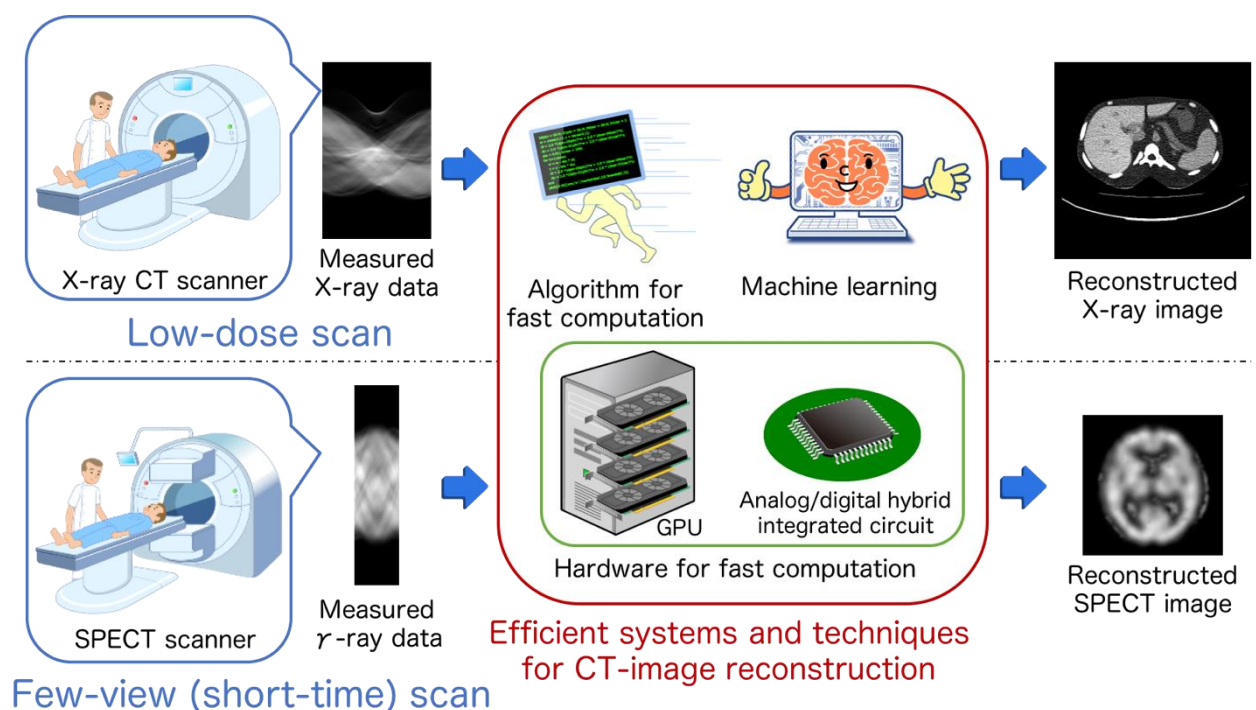 X-ray CT scanner
Low-dose scan
Measured
X-ray data
Algorithm for
fast computation
Machine learning
Reconstructed
X-ray image
SPECT scanner
Few-view (short-time) scan
Measured
γ-ray data
GPU
Analog/digital hybrid
integrated circuit
Hardware for fast computation
Efficient systems and techniques
for CT-image reconstruction
Reconstructed
SPECT image